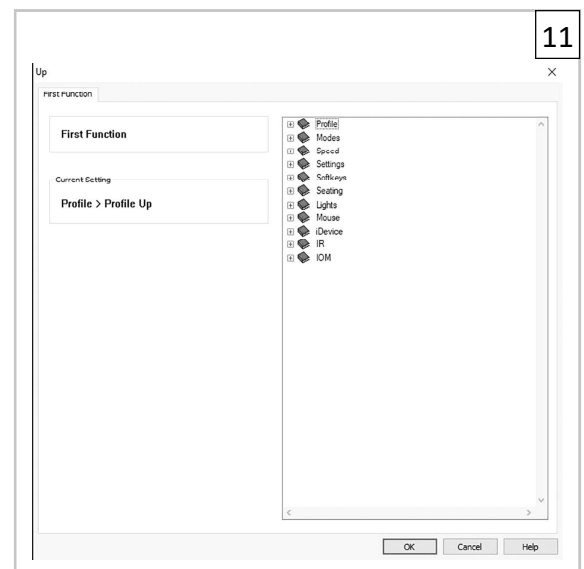 11
Up
First Function
First Function
Current Setting
Profile > Profile Up
Profile
Modes
Speed
Settings
Softkeys
Seating
Lights
Mouse
iDevice
IR
IOM
OK Cancel Help